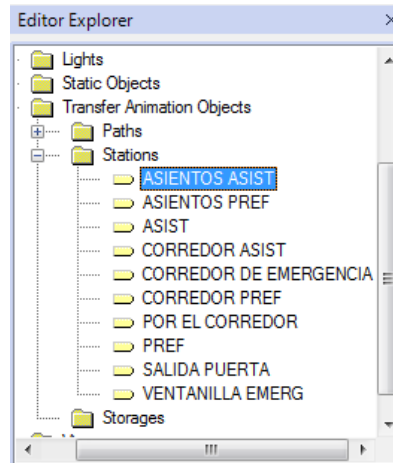 Editor Explorer
Lights
Static Objects
Transfer Animation Objects
Paths
Stations
ASIENTOS ASIST
ASIENTOS PREF
ASIST
CORREDOR ASIST
CORREDOR DE EMERGENCIA
CORREDOR PREF
POR EL CORREDOR
PREF
SALIDA PUERTA
VENTANILLA EMERG
Storages